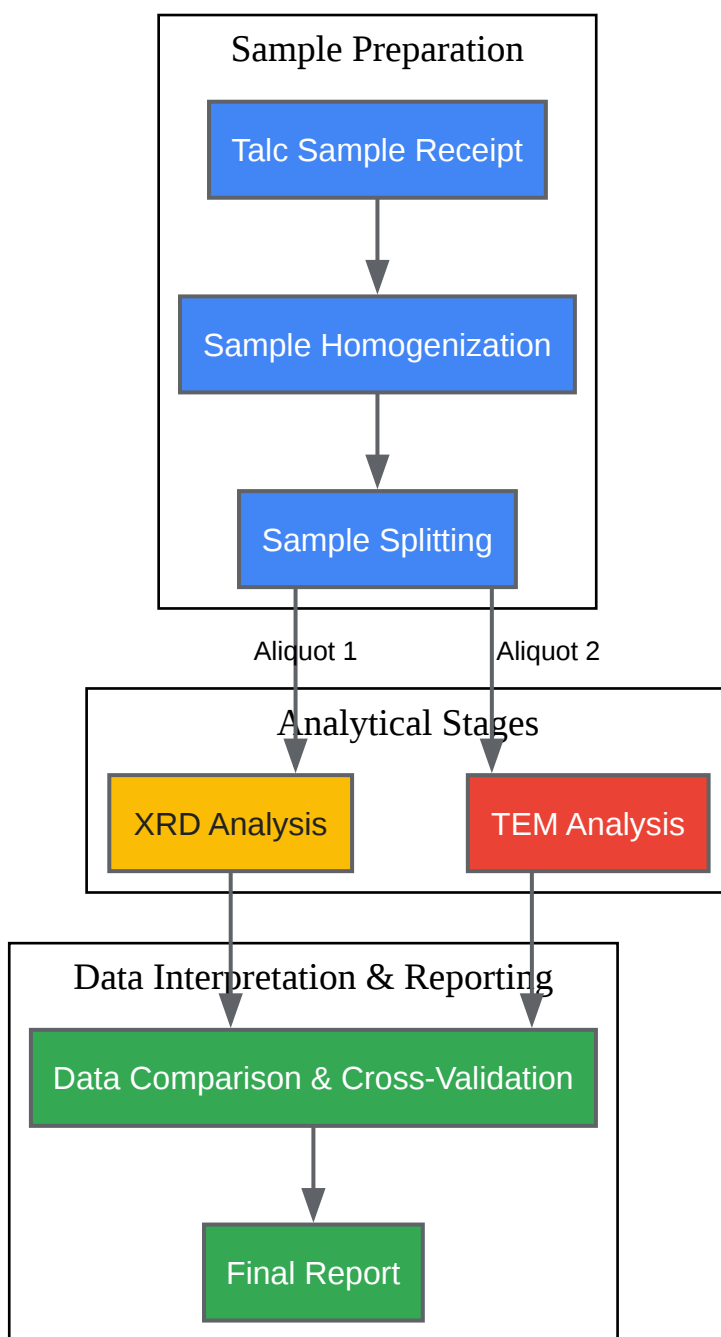 Sample Preparation
Talc Sample Receipt
Sample Homogenization
Sample Splitting
Aliquot 1
Aliquot 2
Analytical Stages
XRD Analysis
TEM Analysis
Data Interpretation & Reporting
Data Comparison & Cross-Validation
Final Report